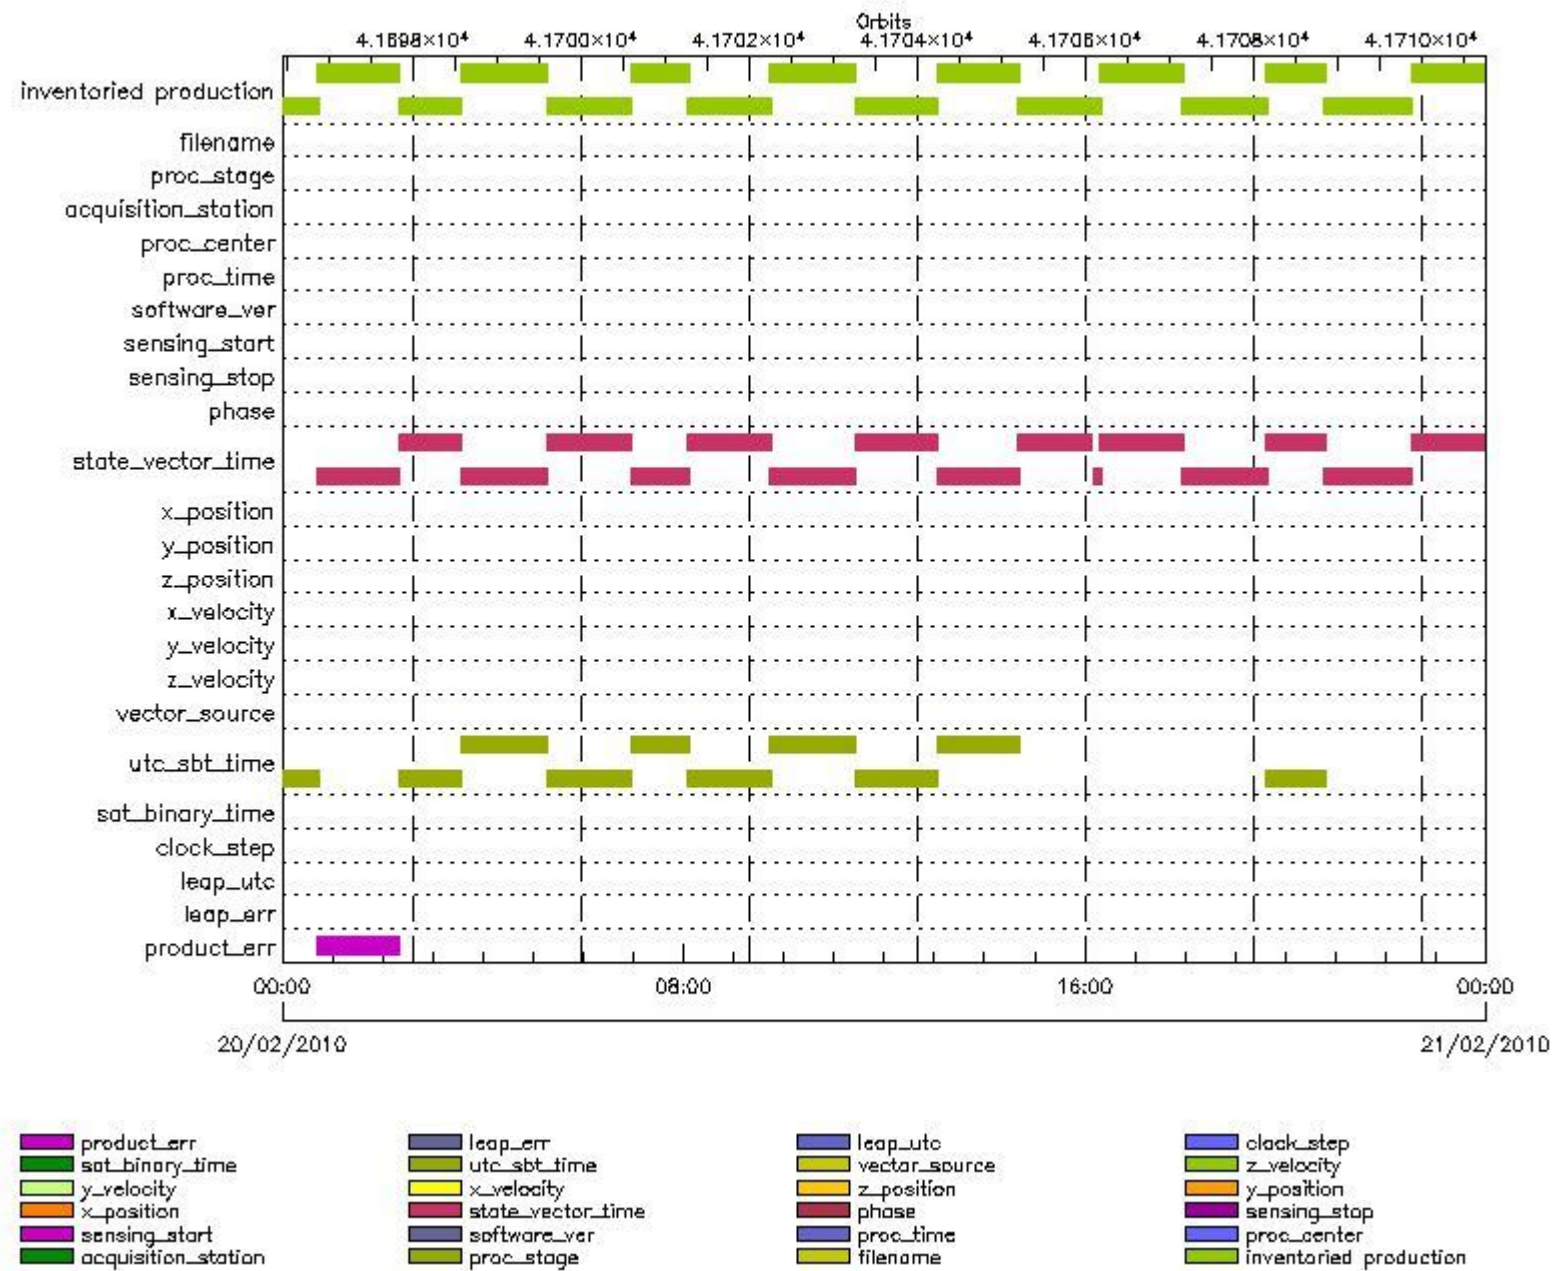 Orbits
4.1698×10⁴ 4.1700×10⁴ 4.1702×10⁴ 4.1704×10⁴ 4.1706×10⁴ 4.1708×10⁴ 4.1710×10⁴
inventoried production
filename
proc_stage
acquisition_station
proc_center
proc_time
software_ver
sensing_start
sensing_stop
phase
state_vector_time
x_position
y_position
z_position
x_velocity
y_velocity
z_velocity
vector_source
utc_sbt_time
sat_binary_time
clock_step
leap_utc
leap_err
product_err
00:00 08:00 16:00 00:00
20/02/2010 21/02/2010
product_err leap_err leap_utc clock_step
sat_binary_time utc_sbt_time vector_source z_velocity
y_velocity x_velocity z_position y_position
x_position state_vector_time phase sensing_stop
sensing_start software_ver proc_time proc_center
acquisition_station proc_stage filename inventoried production